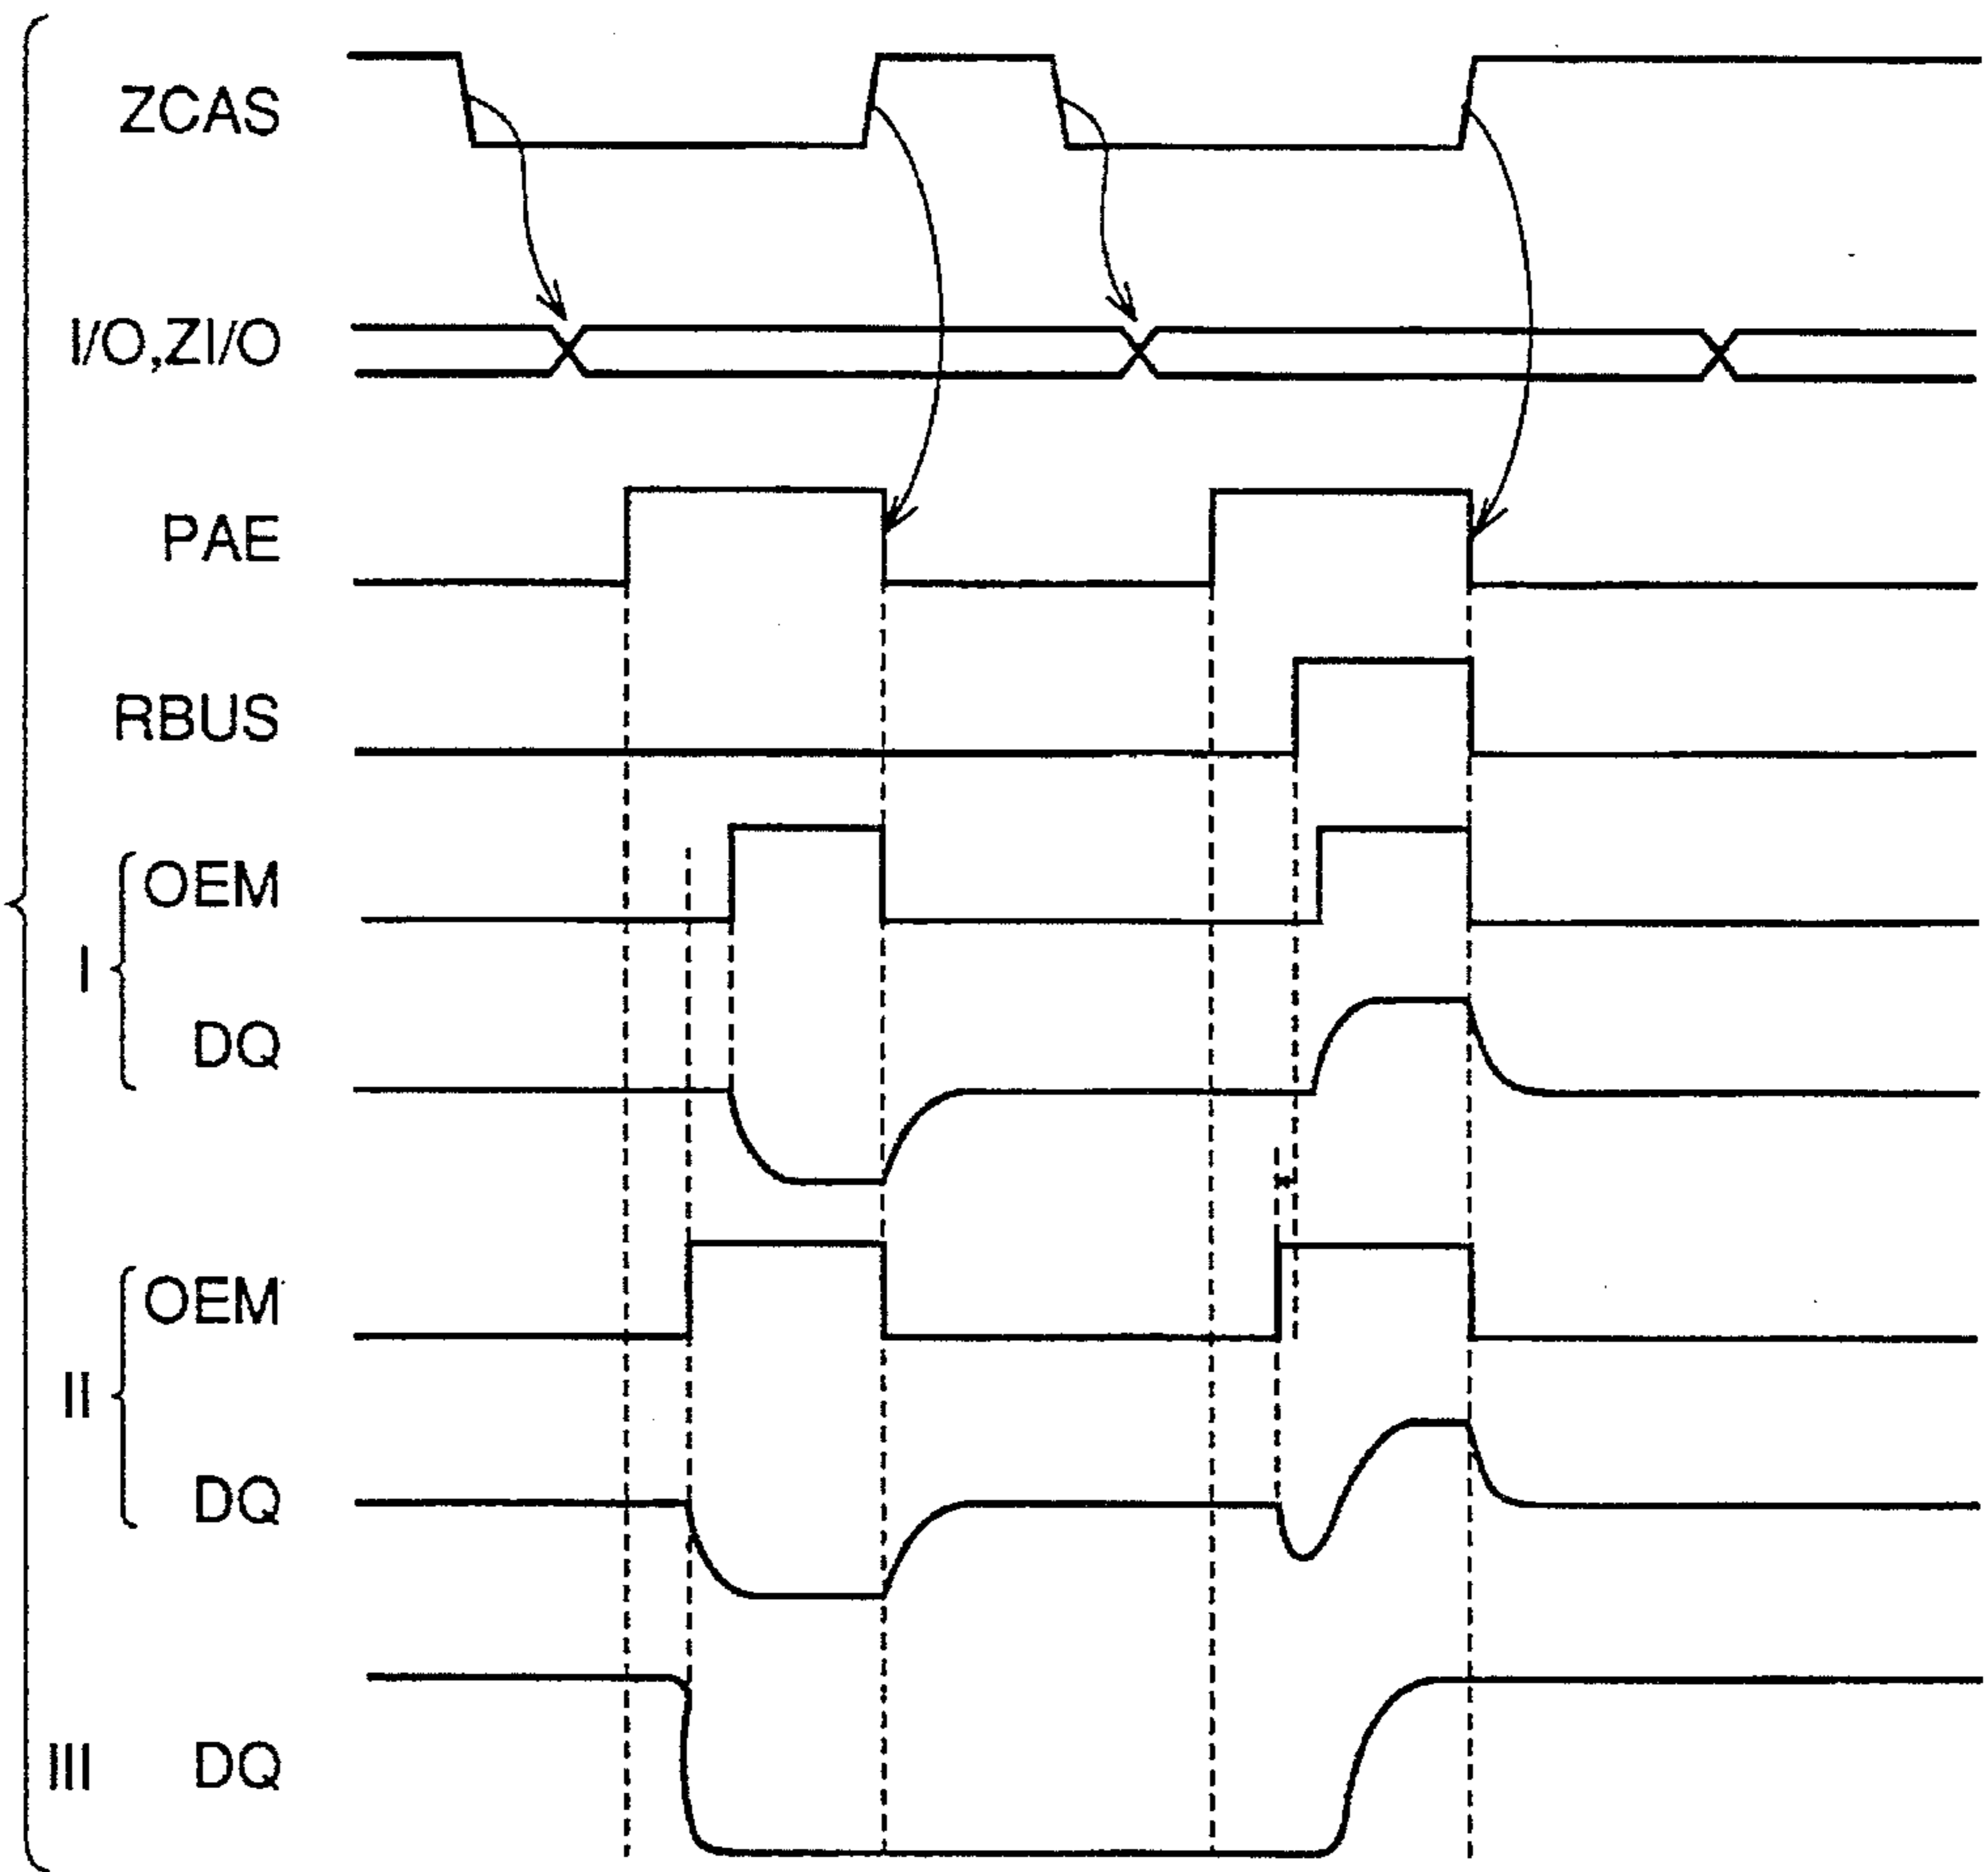 ZCAS
I/O,ZI/O
PAE
RBUS
I
OEM
DQ
II
OEM
DQ
III
DQ